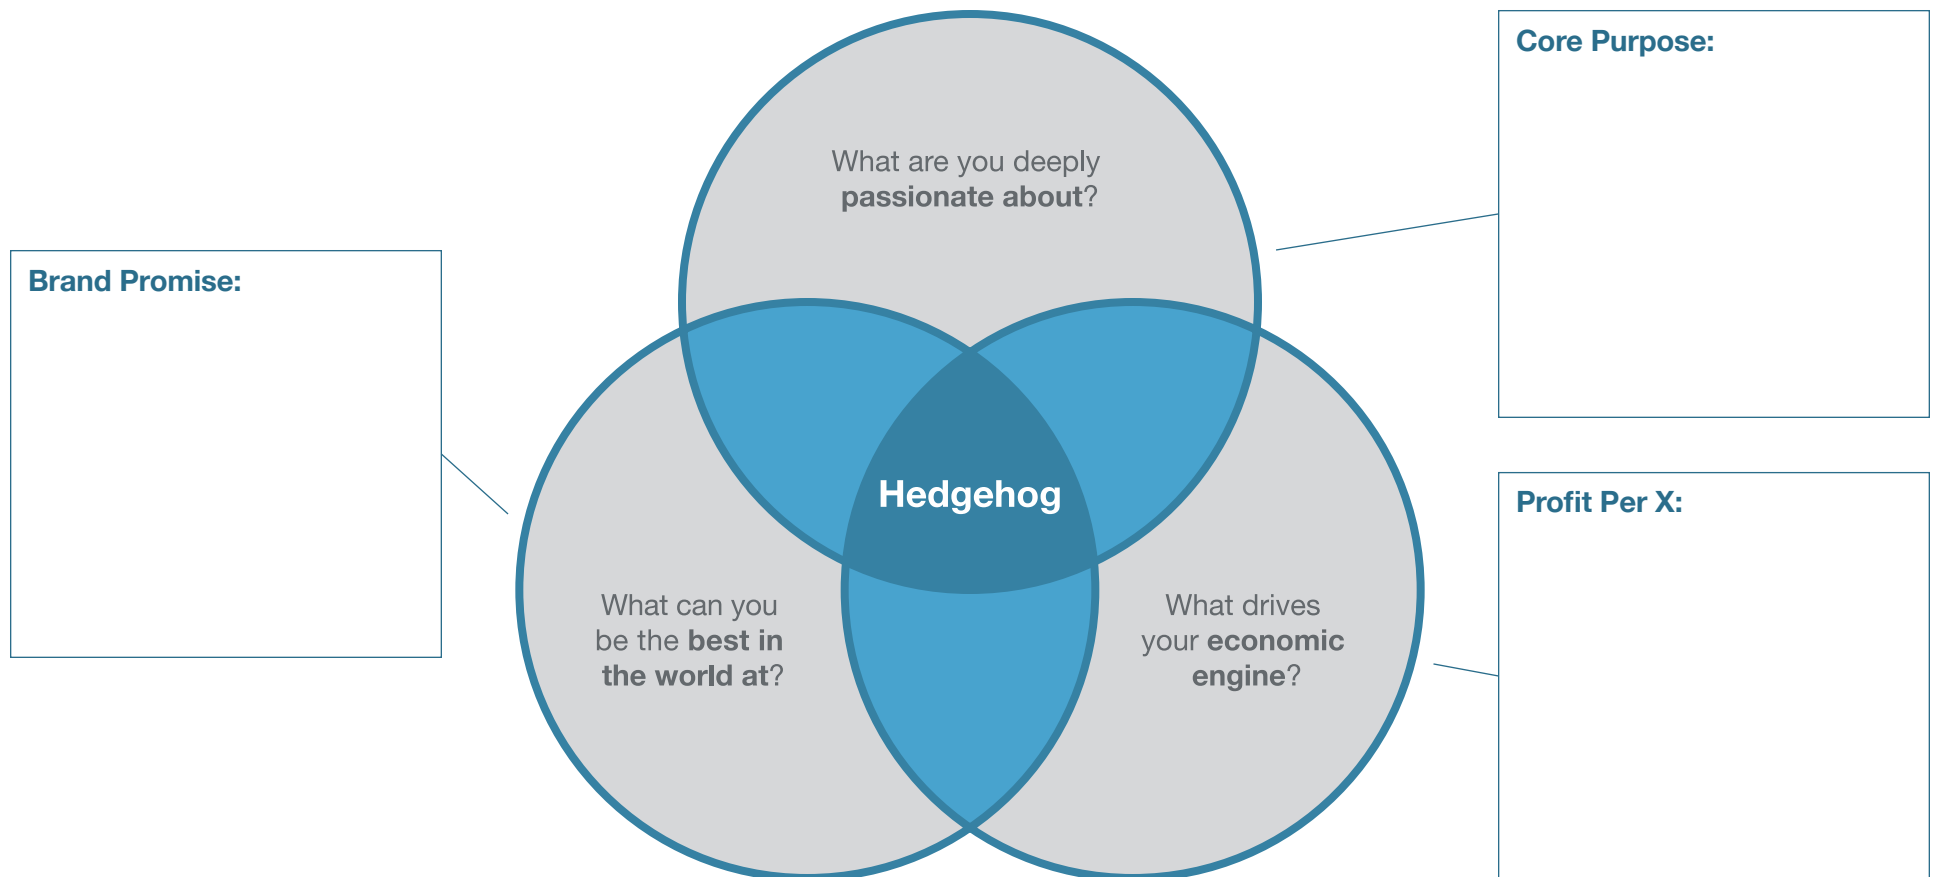 Core Purpose:
What are you deeply
passionate about?
Brand Promise:
Hedgehog
Profit Per X:
What can you
be the best in
the world at?
What drives
your economic
engine?